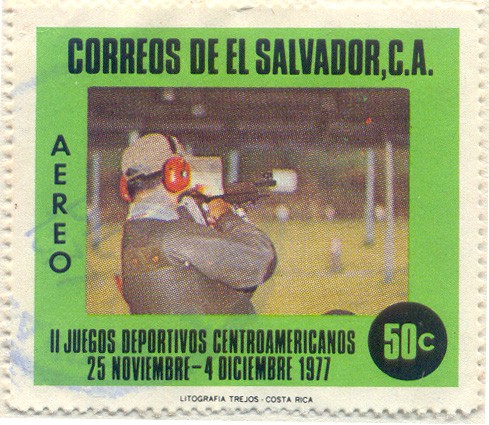 CORREOS DE EL SALVADOR, C.A.
AEREO
II JUEGOS DEPORTIVOS CENTROAMERICANOS
25 NOVIEMBRE-4 DICIEMBRE 1977
50C
LITOGRAFIA TREJOS - COSTA RICA